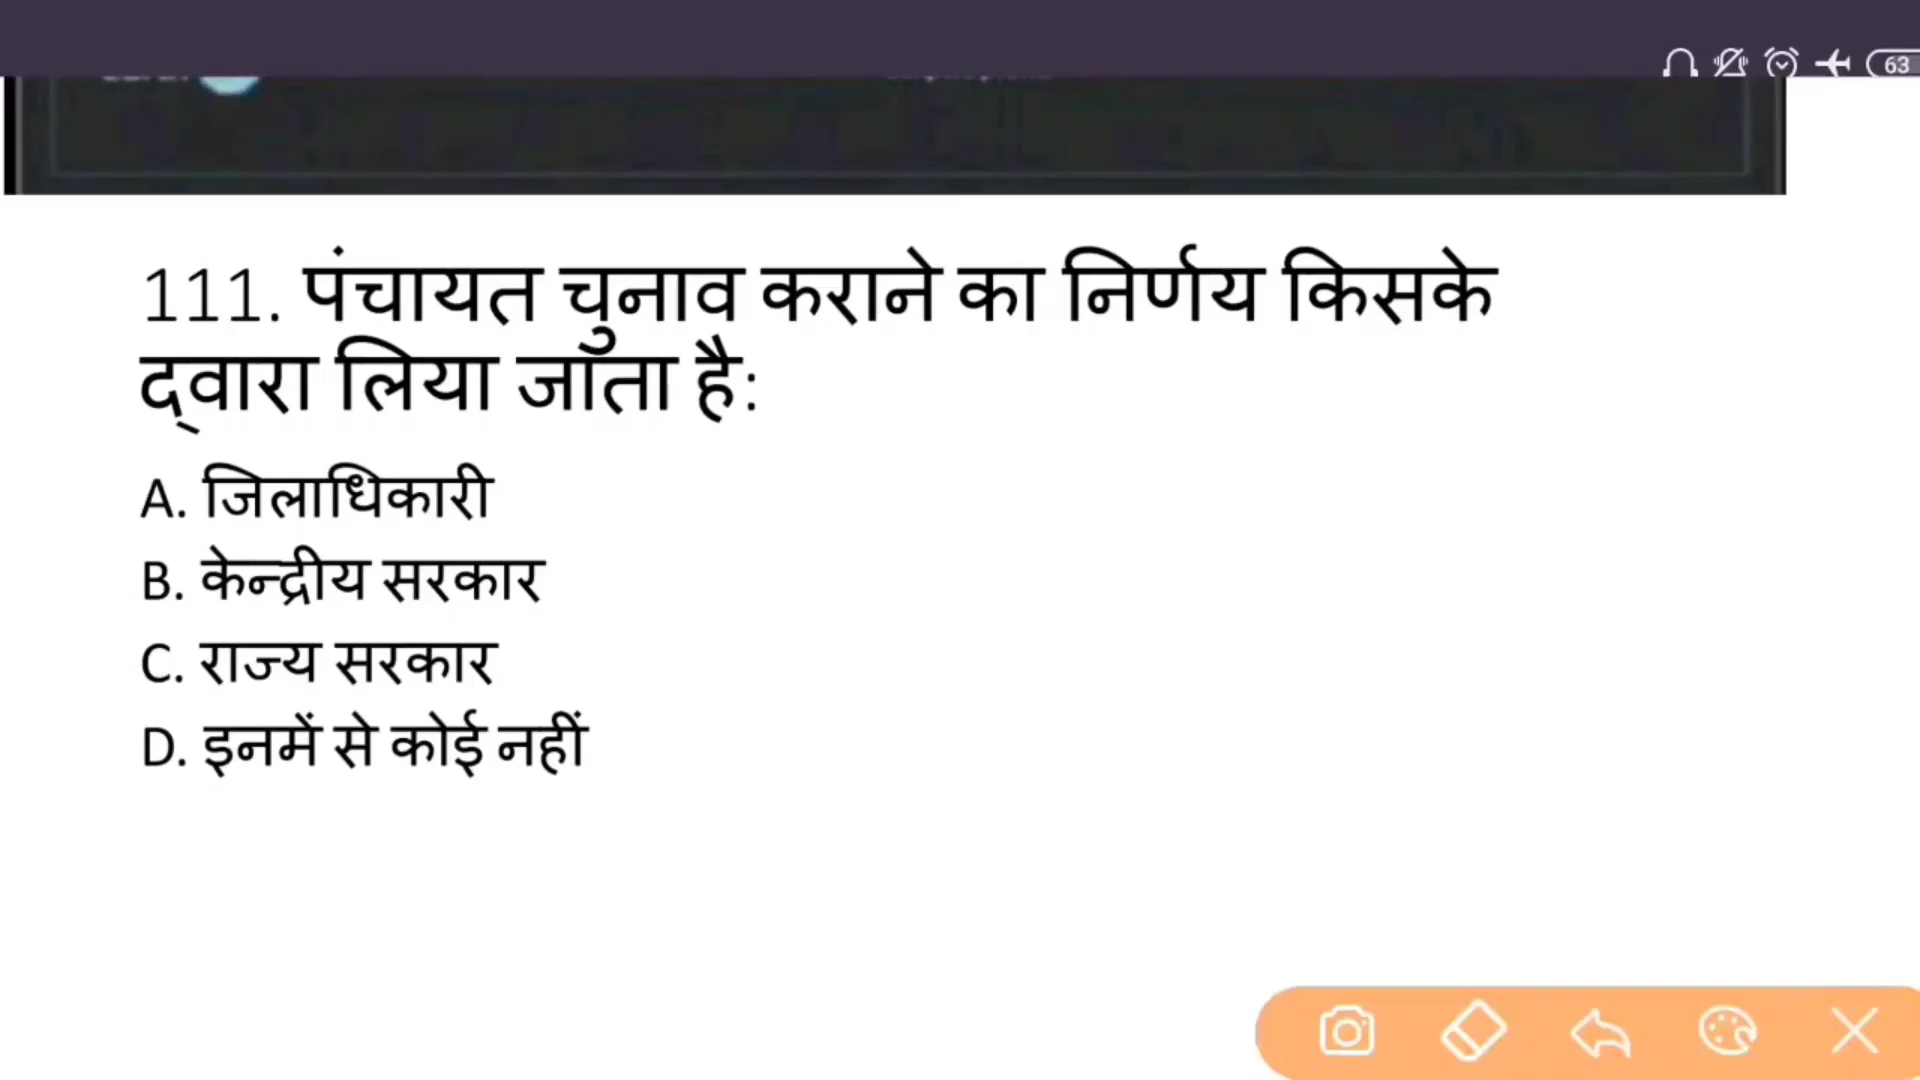 63
111. पंचायत चुनाव कराने का निर्णय किसके
द्वारा लिया जाता है:
A. जिलाधिकारी
B. केन्द्रीय सरकार
C. राज्य सरकार
D. इनमें से कोई नहीं